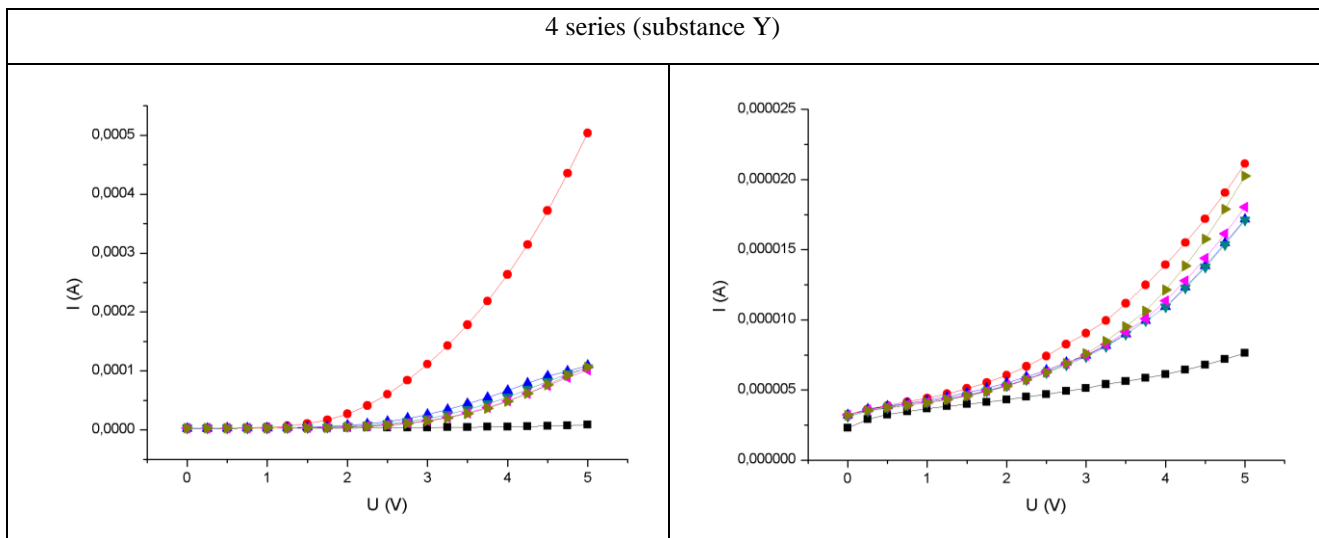 4 series (substance Y)
0,0005
0,0004
0,0003
0,0002
0,0001
0,0000
I (A)
0 1 2 3 4 5
U (V)
0,000025
0,000020
0,000015
0,000010
0,000005
0,000000
I (A)
0 1 2 3 4 5
U (V)